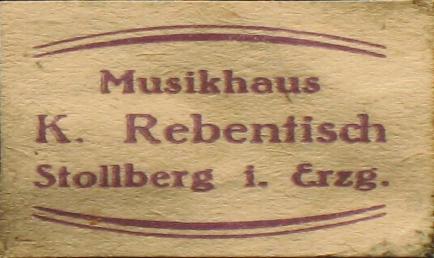 Musikhaus
K. Rebentisch
Stollberg i. Erzg.